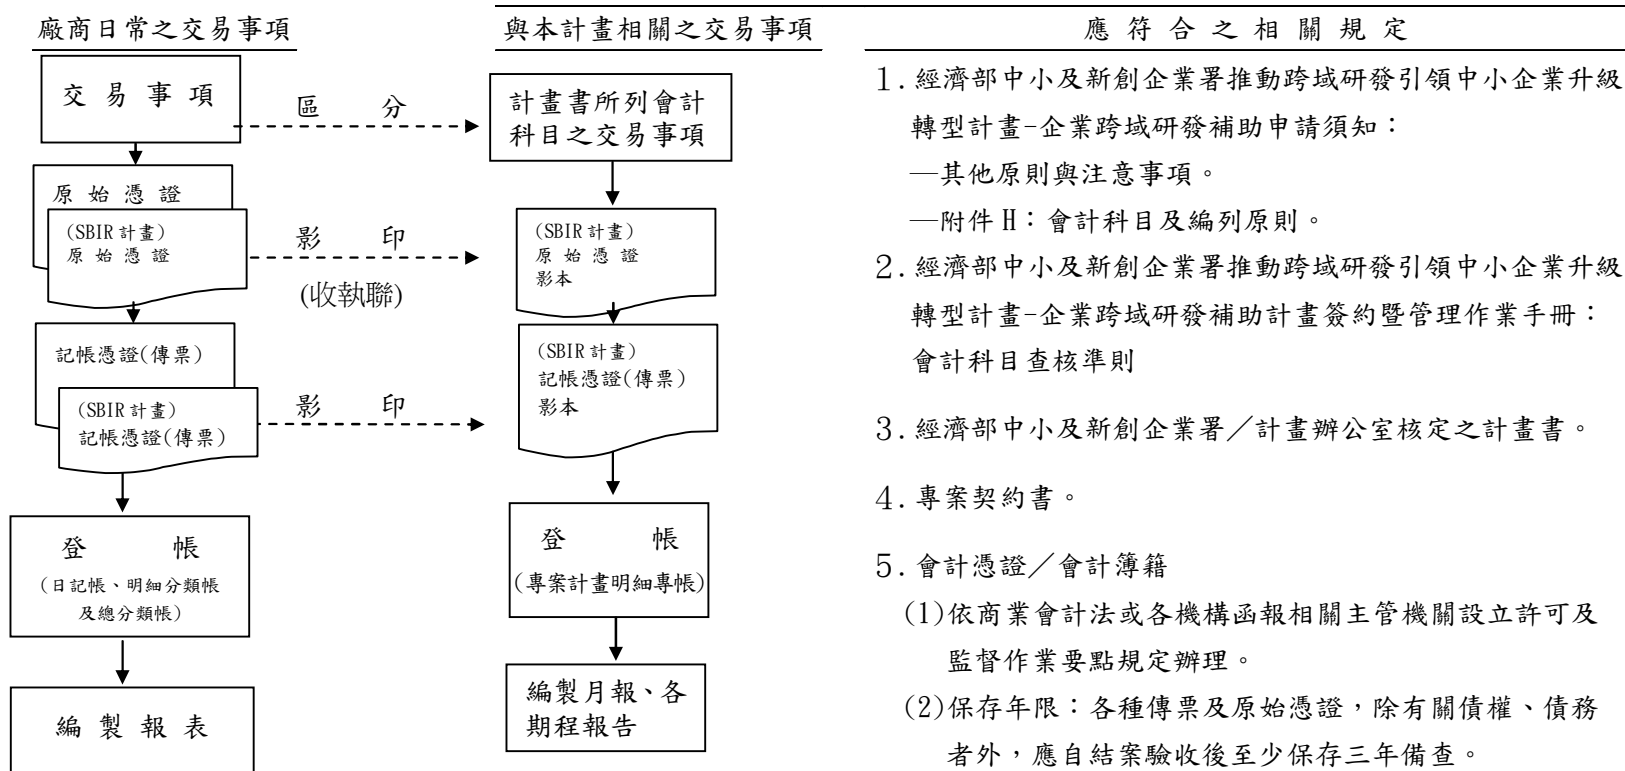 廠商日常之交易事項
交易事項
原始憑證
(SBIR計畫)
原始憑證
記帳憑證(傳票)
(SBIR計畫)
記帳憑證(傳票)
登 帳
(日記帳、明細分類帳
及總分類帳)
編製報表
區 分
影 印
(收執聯)
影 印
與本計畫相關之交易事項
計畫書所列會計
科目之交易事項
(SBIR計畫)
原始憑證
影本
(SBIR計畫)
記帳憑證(傳票)
影本
登 帳
(專案計畫明細專帳)
編製月報、各
期程報告
應符合之相關規定
1.經濟部中小及新創企業署推動跨域研發引領中小企業升級
轉型計畫-企業跨域研發補助申請須知：
—其他原則與注意事項。
—附件H：會計科目及編列原則。
2.經濟部中小及新創企業署推動跨域研發引領中小企業升級
轉型計畫-企業跨域研發補助計畫簽約暨管理作業手冊：
會計科目查核準則
3.經濟部中小及新創企業署／計畫辦公室核定之計畫書。
4.專案契約書。
5.會計憑證／會計簿籍
(1)依商業會計法或各機構函報相關主管機關設立許可及
監督作業要點規定辦理。
(2)保存年限：各種傳票及原始憑證，除有關債權、債務
者外，應自結案驗收後至少保存三年備查。